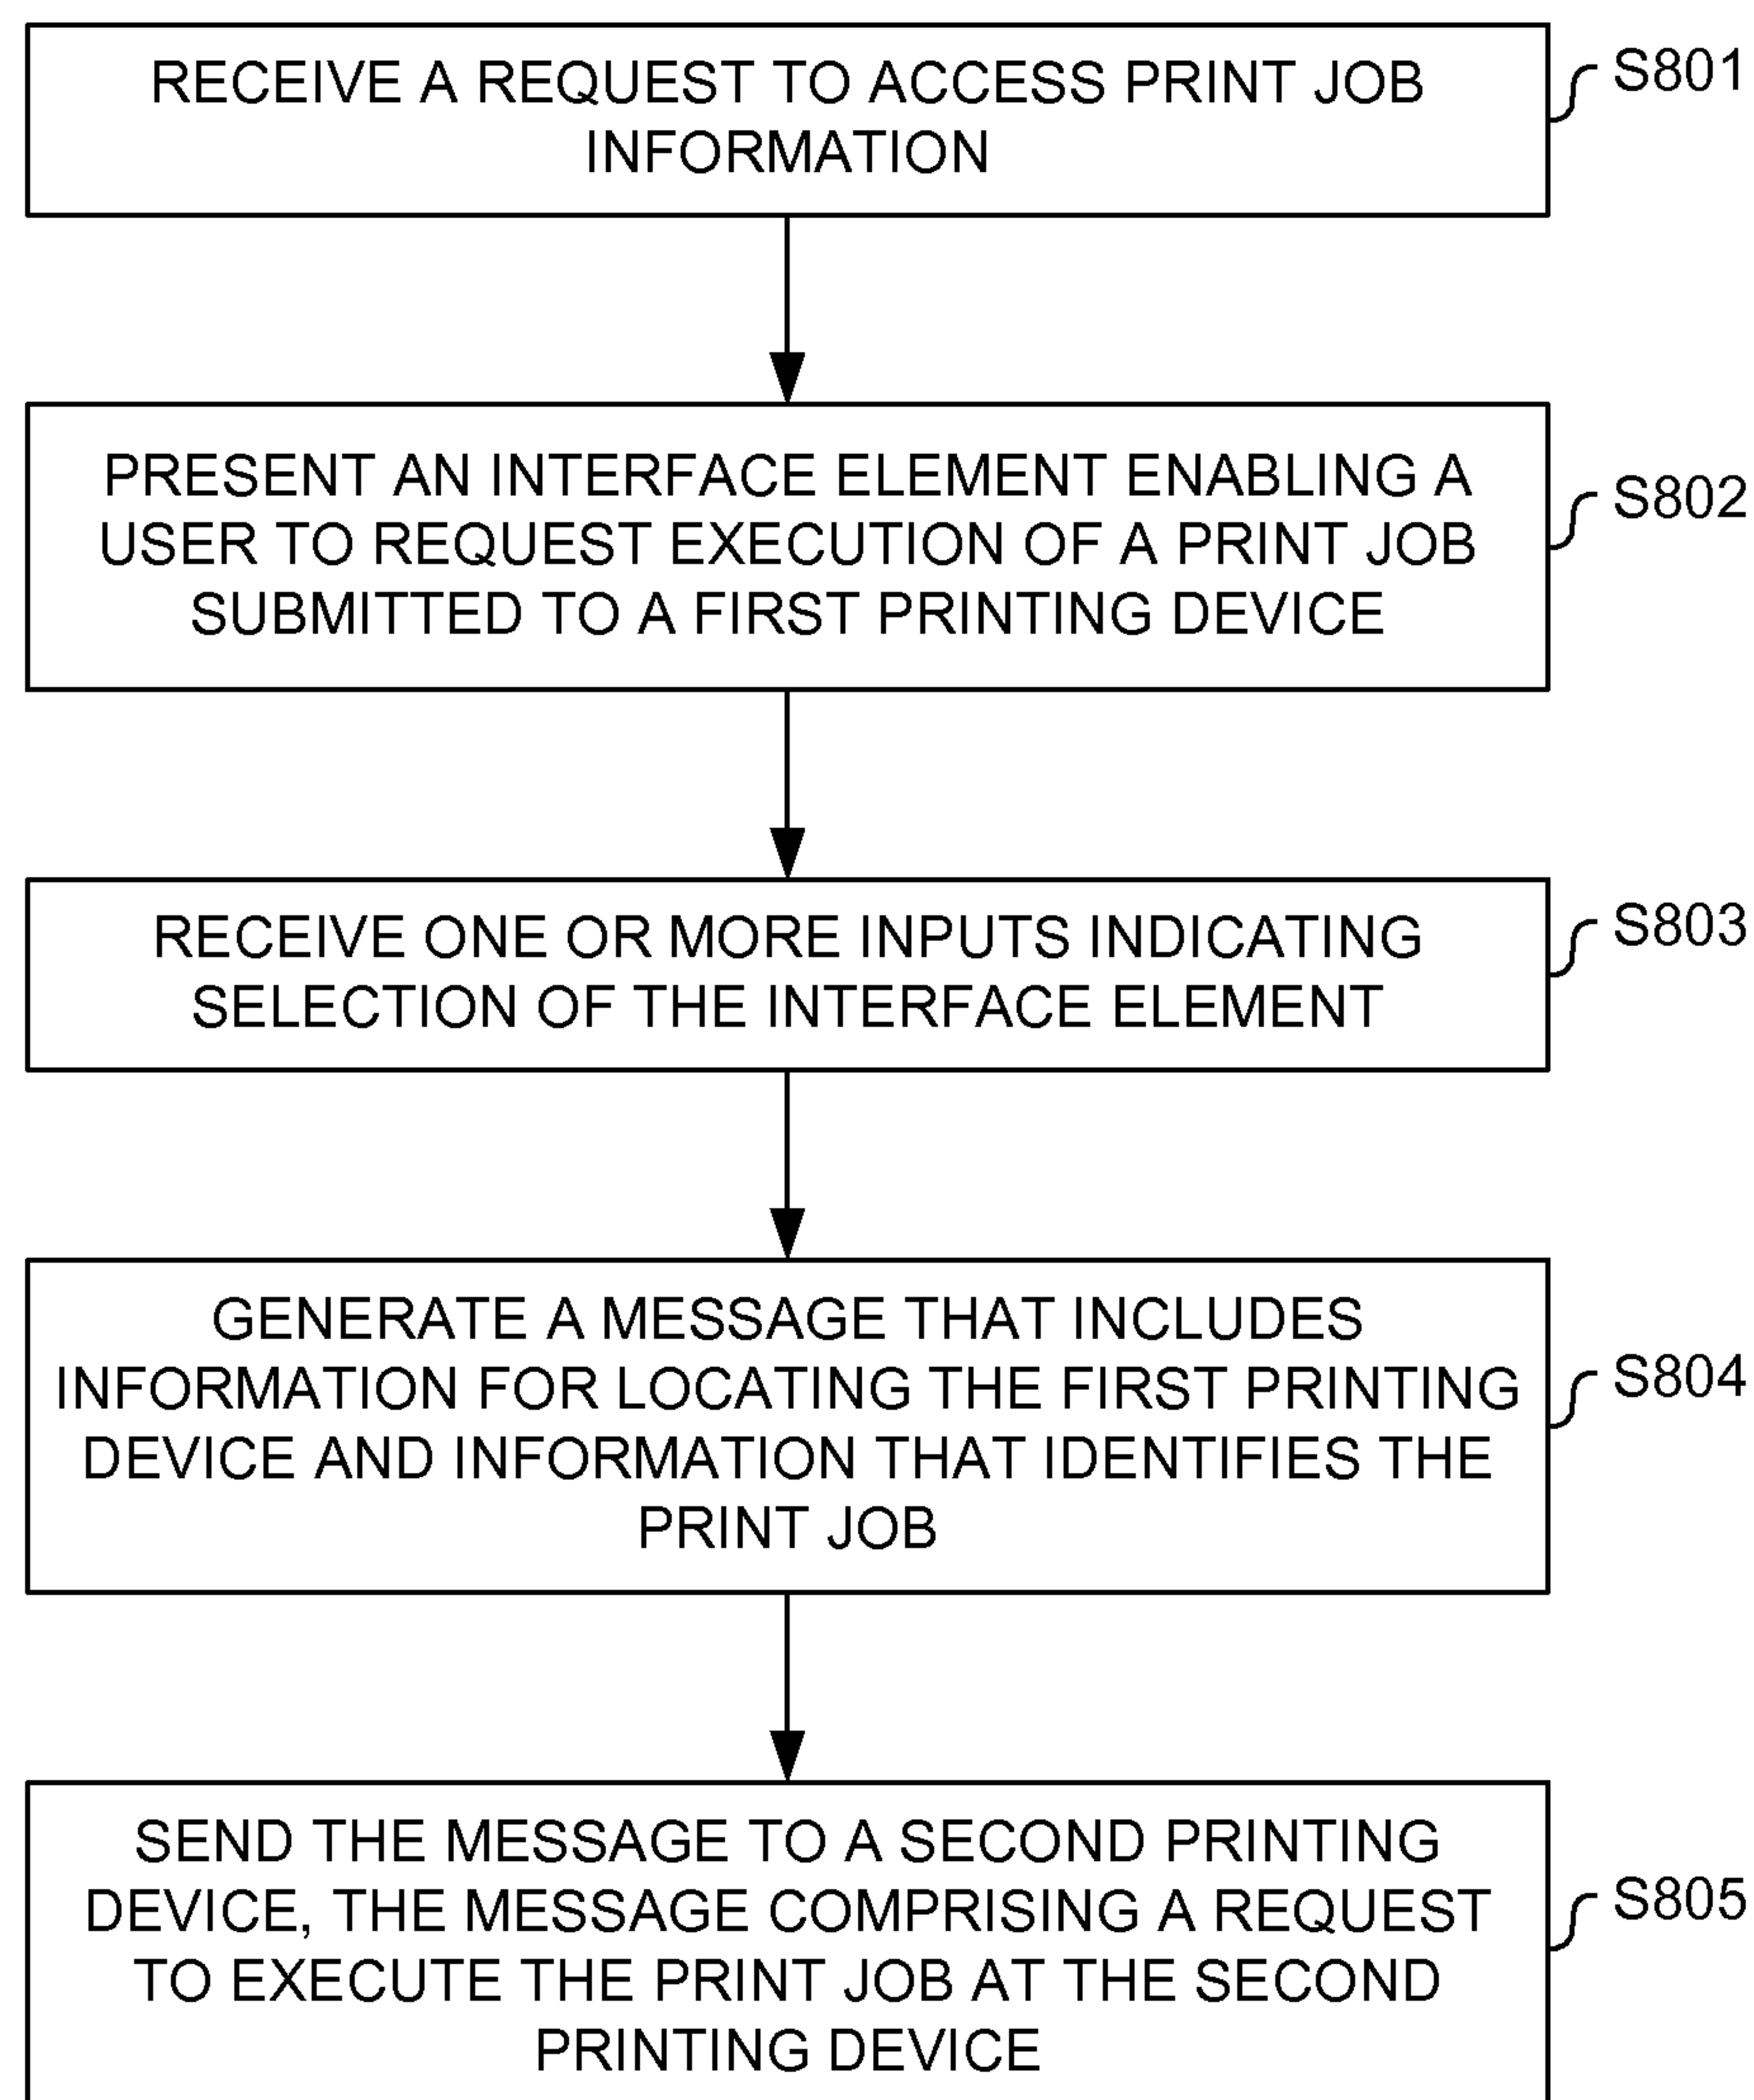 RECEIVE A REQUEST TO ACCESS PRINT JOB
INFORMATION
S801
PRESENT AN INTERFACE ELEMENT ENABLING A
USER TO REQUEST EXECUTION OF A PRINT JOB
SUBMITTED TO A FIRST PRINTING DEVICE
S802
RECEIVE ONE OR MORE INPUTS INDICATING
SELECTION OF THE INTERFACE ELEMENT
S803
GENERATE A MESSAGE THAT INCLUDES
INFORMATION FOR LOCATING THE FIRST PRINTING
DEVICE AND INFORMATION THAT IDENTIFIES THE
PRINT JOB
S804
SEND THE MESSAGE TO A SECOND PRINTING
DEVICE, THE MESSAGE COMPRISING A REQUEST
TO EXECUTE THE PRINT JOB AT THE SECOND
PRINTING DEVICE
S805